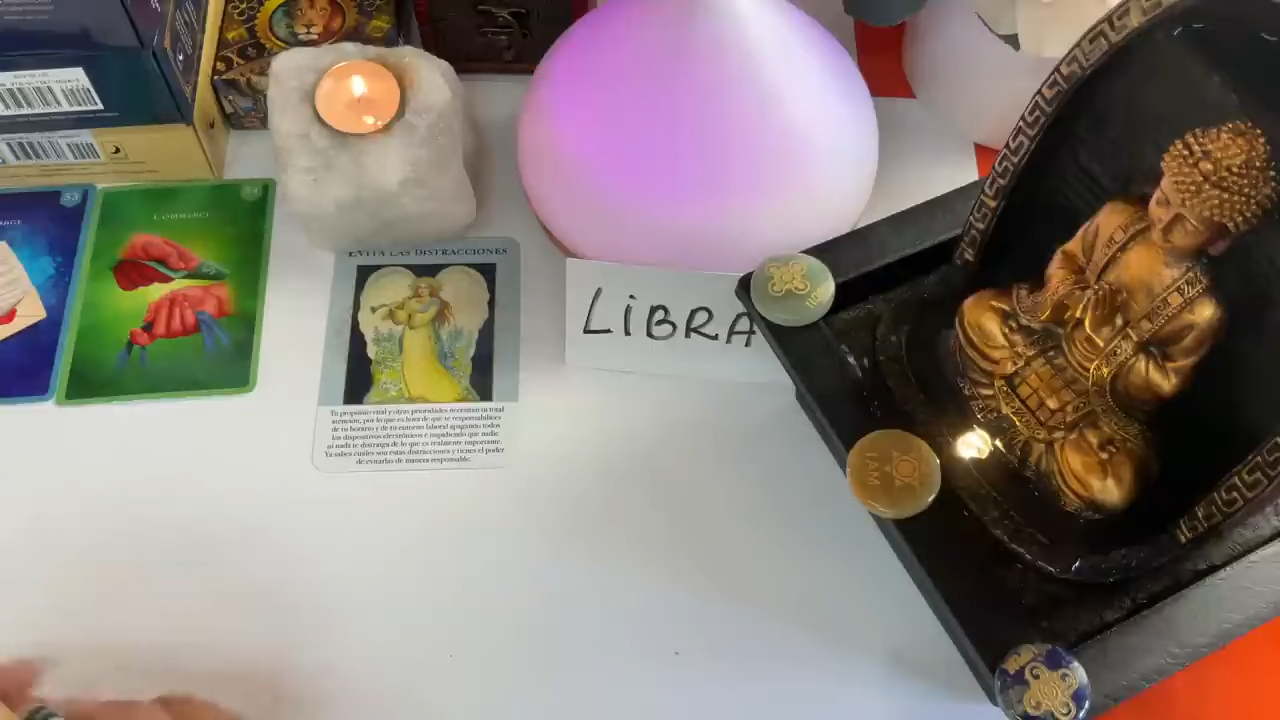 53
54
EVITA LAS DISTRACCIONES
Tu propósito vital y otras prioridades necesitan tu total
atención, por lo que es hora de que te responsabilices
de tu horario y de tu entorno laboral apagando todos
los dispositivos electrónicos e impidiendo que nadie
ni nada te distraiga de lo que es realmente importante.
Ya sabes cuáles son estas distracciones y tienes el poder
de evitarlas de manera responsable.
LiBRA
I AM